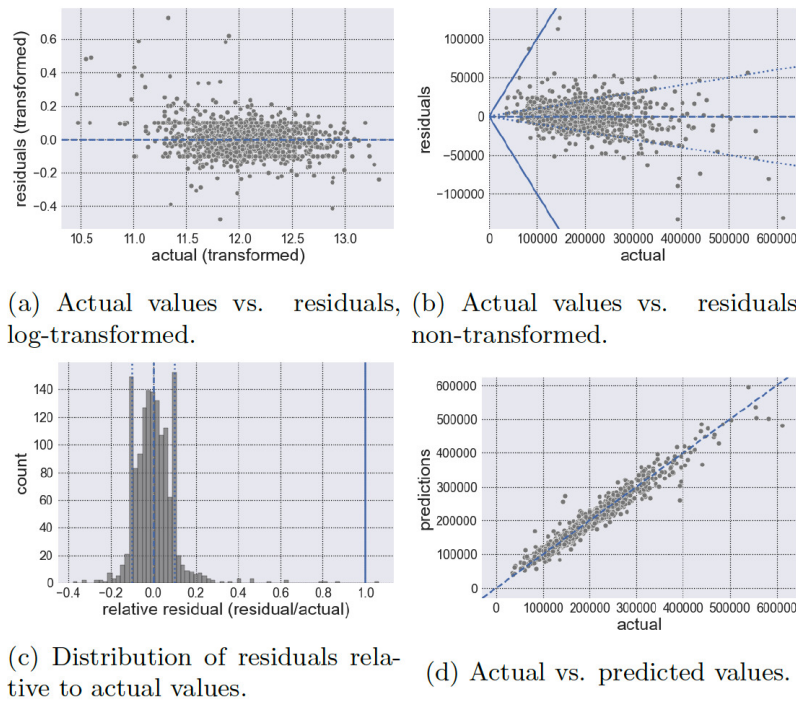 0.6
0.4
0.2
0.0
−0.2
−0.4
residuals (transformed)
10.5 11.0 11.5 12.0 12.5 13.0
actual (transformed)
(a) Actual values vs. residuals,
log-transformed.
100000
50000
0
−50000
−100000
residuals
0 100000 200000 300000 400000 500000 600000
actual
(b) Actual values vs. residuals
non-transformed.
140
120
100
80
60
40
20
0
count
−0.4 −0.2 0.0 0.2 0.4 0.6 0.8 1.0
relative residual (residual/actual)
(c) Distribution of residuals rela-
tive to actual values.
600000
500000
400000
300000
200000
100000
0
predictions
0 100000 200000 300000 400000 500000 600000
actual
(d) Actual vs. predicted values.